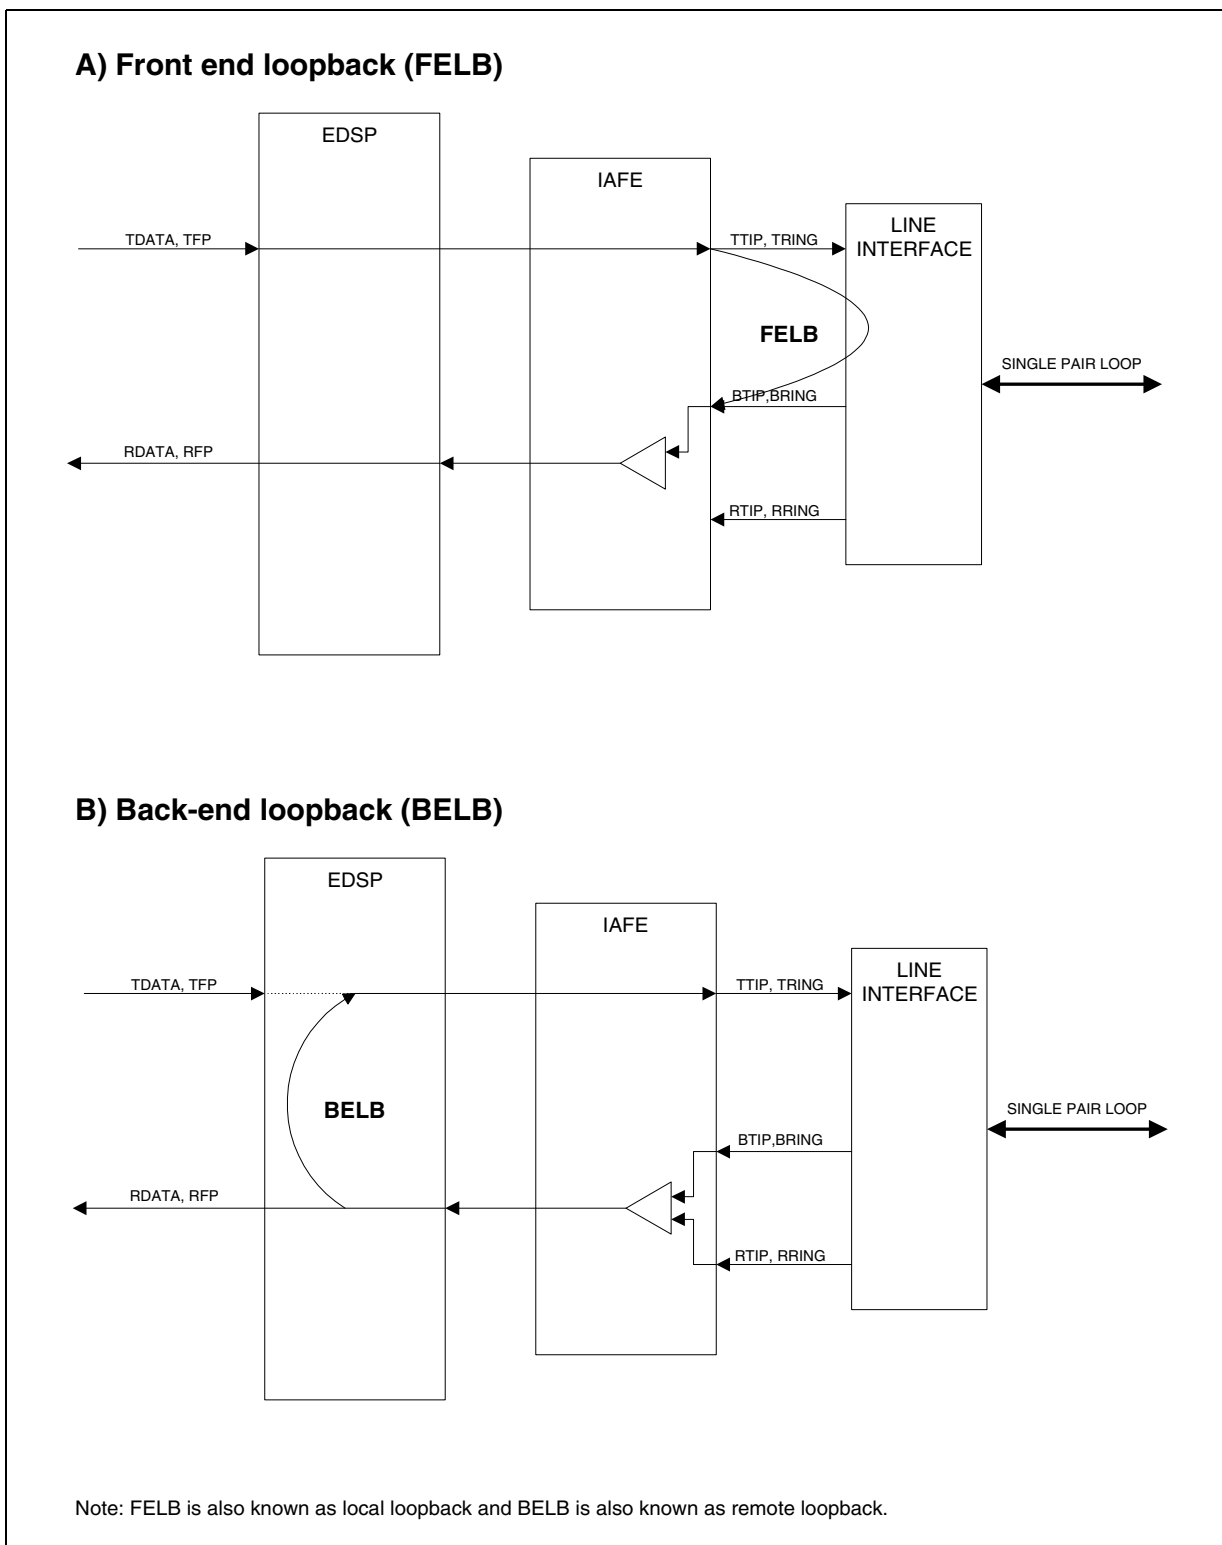 A) Front end loopback (FELB)
EDSP
IAFE
LINE
INTERFACE
TDATA, TFP
TTIP, TRING
FELB
SINGLE PAIR LOOP
BTIP,BRING
RDATA, RFP
RTIP, RRING
B) Back-end loopback (BELB)
EDSP
IAFE
LINE
INTERFACE
TDATA, TFP
TTIP, TRING
BELB
SINGLE PAIR LOOP
BTIP,BRING
RDATA, RFP
RTIP, RRING
Note: FELB is also known as local loopback and BELB is also known as remote loopback.